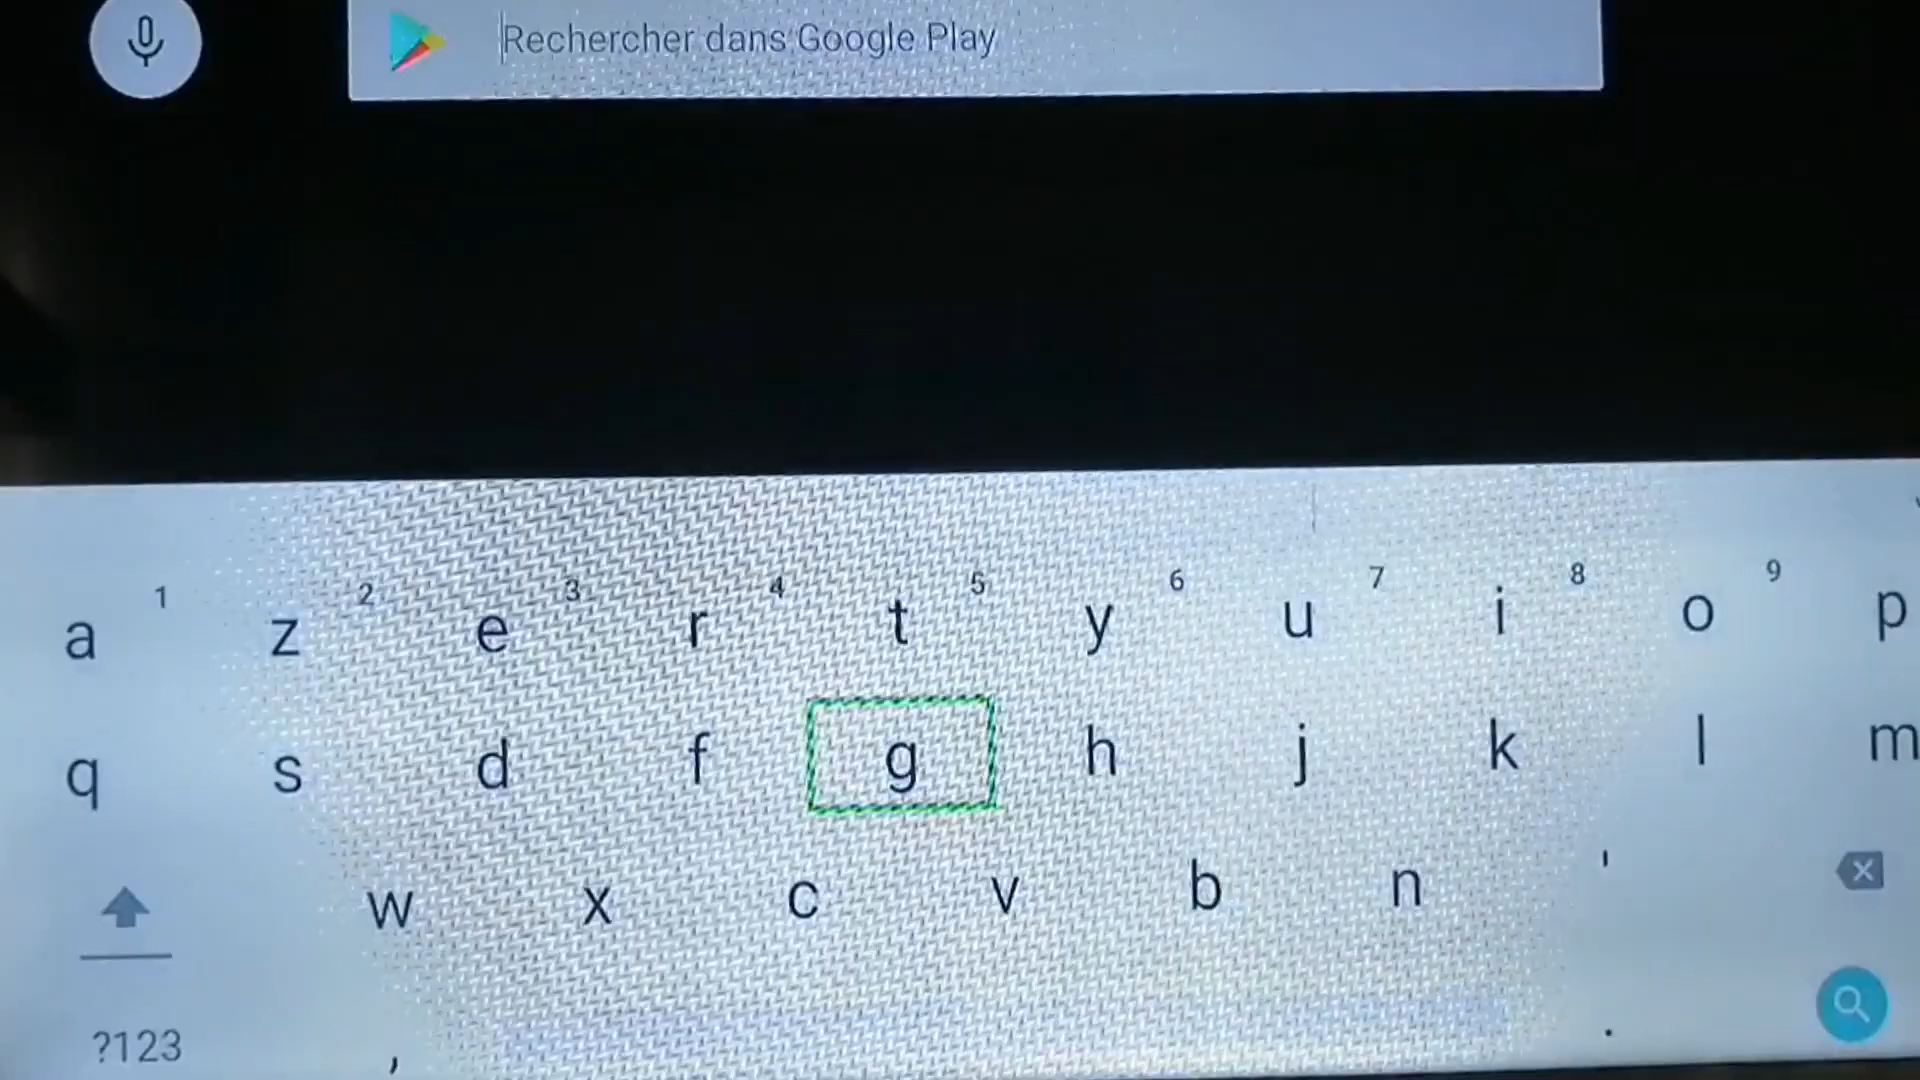 Rechercher dans Google Play
1 2 3 4 5 6 7 8 9
a z e r t y u i o p
q s d f g h j k l m
w x c v b n '
?123 , .